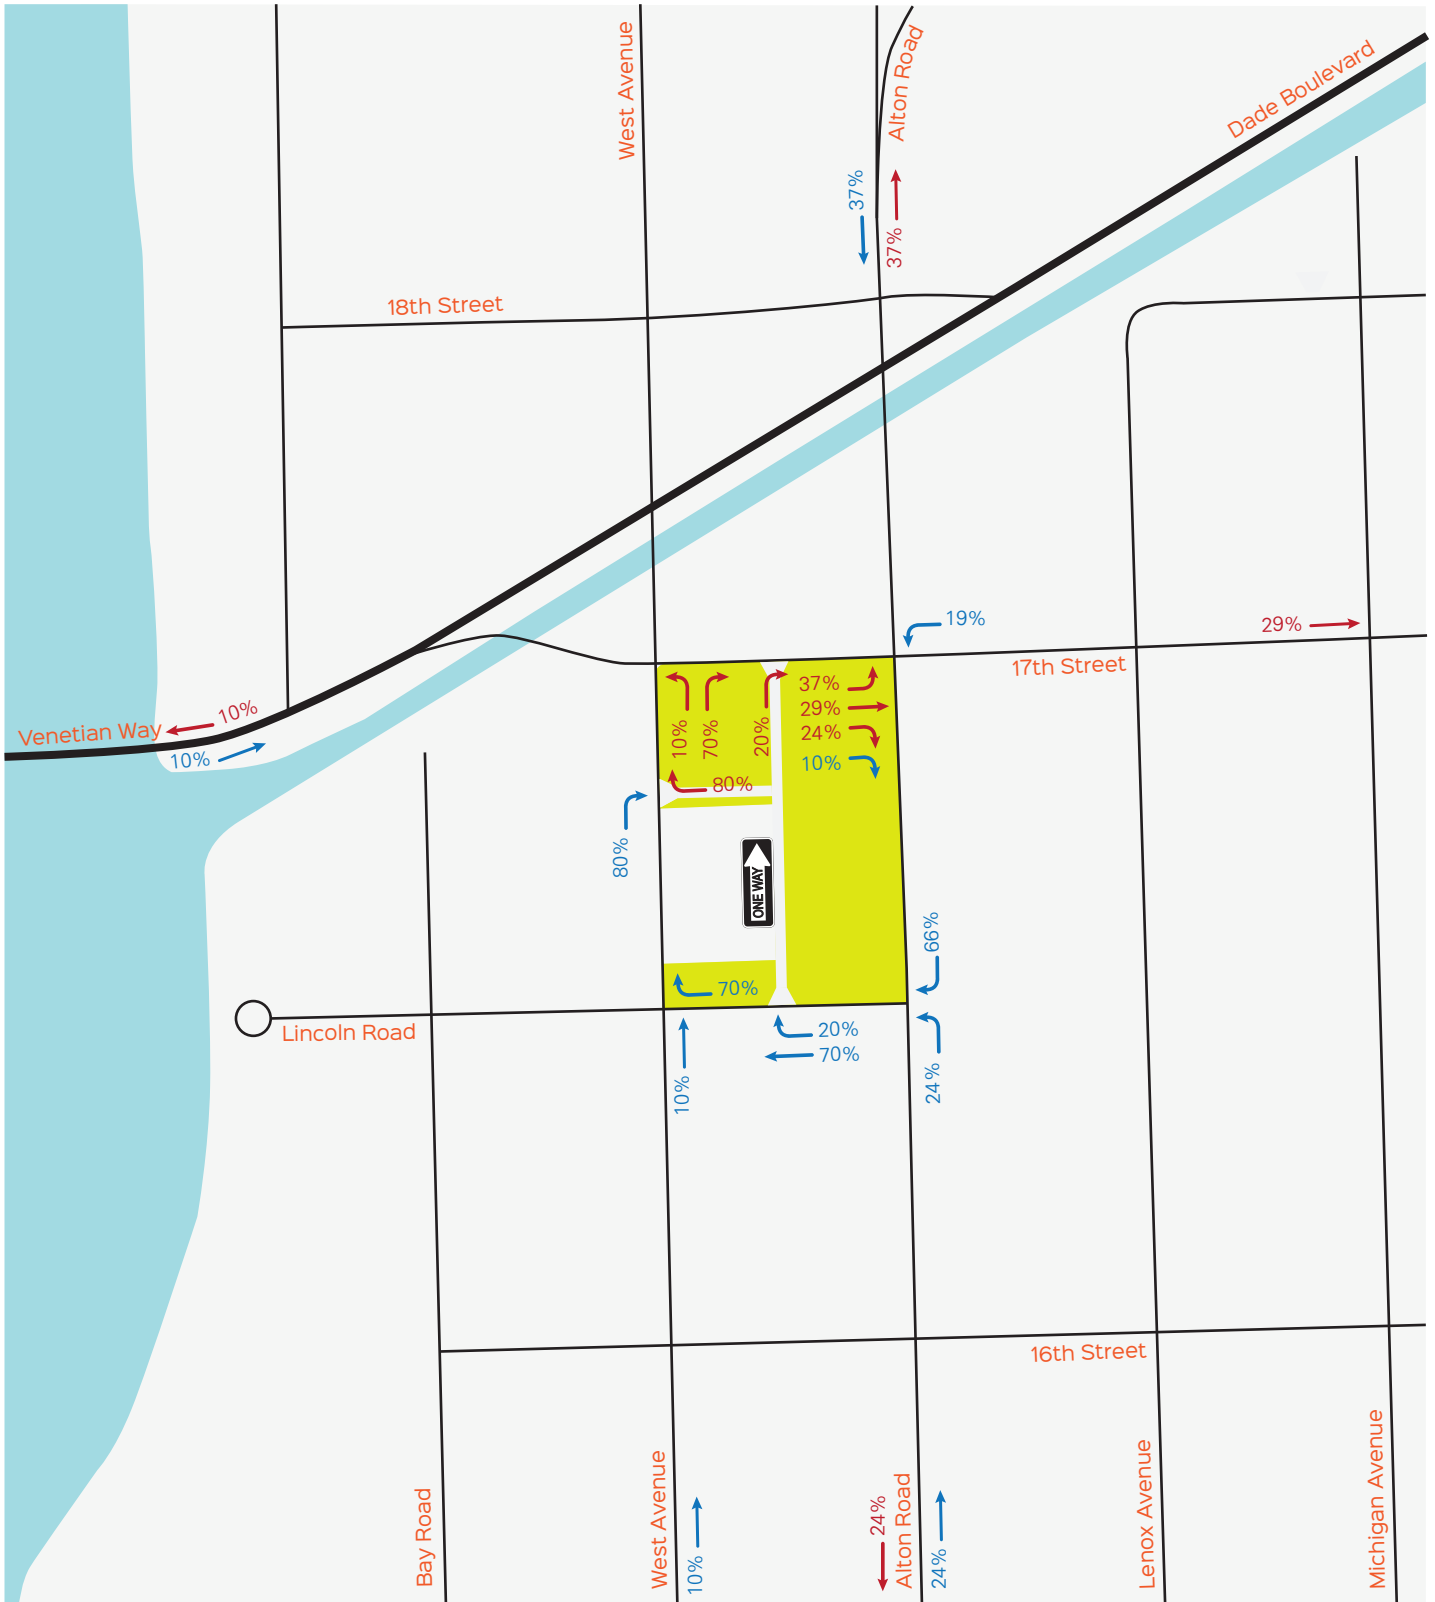 West Avenue
Alton Road
Dade Boulevard
37%
37%
18th Street
19%
29%
17th Street
Venetian Way
10%
10%
10%
70%
20%
37%
29%
24%
10%
80%
80%
ONE WAY
66%
70%
Lincoln Road
20%
70%
10%
24%
16th Street
Bay Road
West Avenue
10%
24%
Alton Road
24%
Lenox Avenue
Michigan Avenue